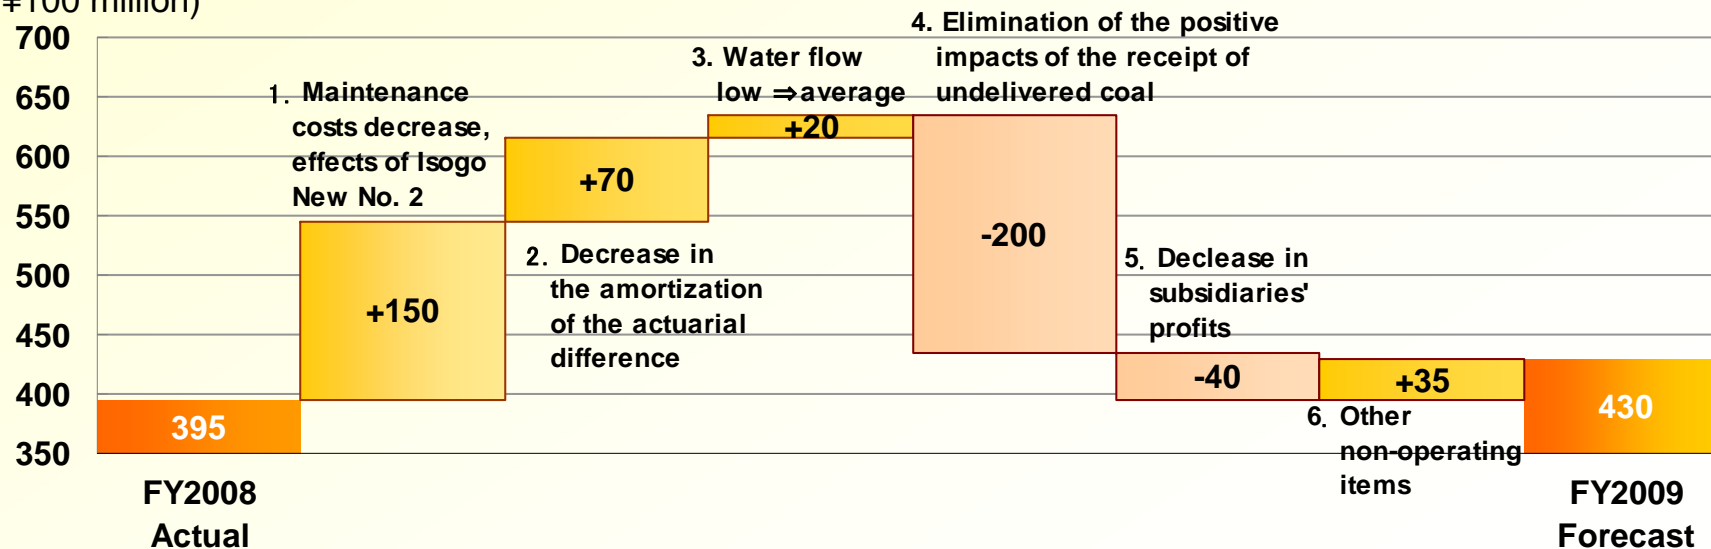 ¥100 million)
700
650
600
550
500
450
400
350
1. Maintenance
costs decrease,
effects of Isogo
New No. 2
2. Decrease in
the amortization
of the actuarial
difference
3. Water flow
low ⇒average
4. Elimination of the positive
impacts of the receipt of
undelivered coal
5. Declease in
subsidiaries'
profits
6. Other
non-operating
items
395
+150
+70
+20
-200
-40
+35
430
FY2008
Actual
FY2009
Forecast